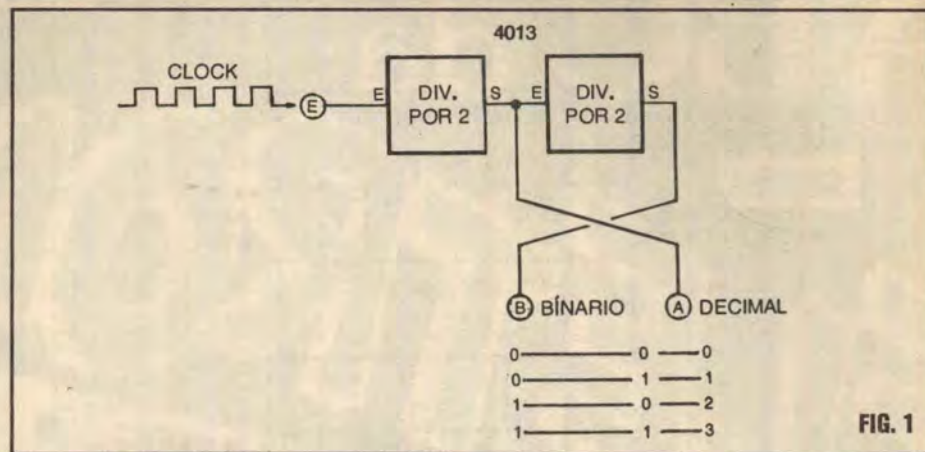 4013
CLOCK
E
E
DIV.
POR 2
S
E
DIV.
POR 2
S
B BÍNARIO A DECIMAL
0 0 0
0 1 1
1 0 2
1 1 3
FIG. 1